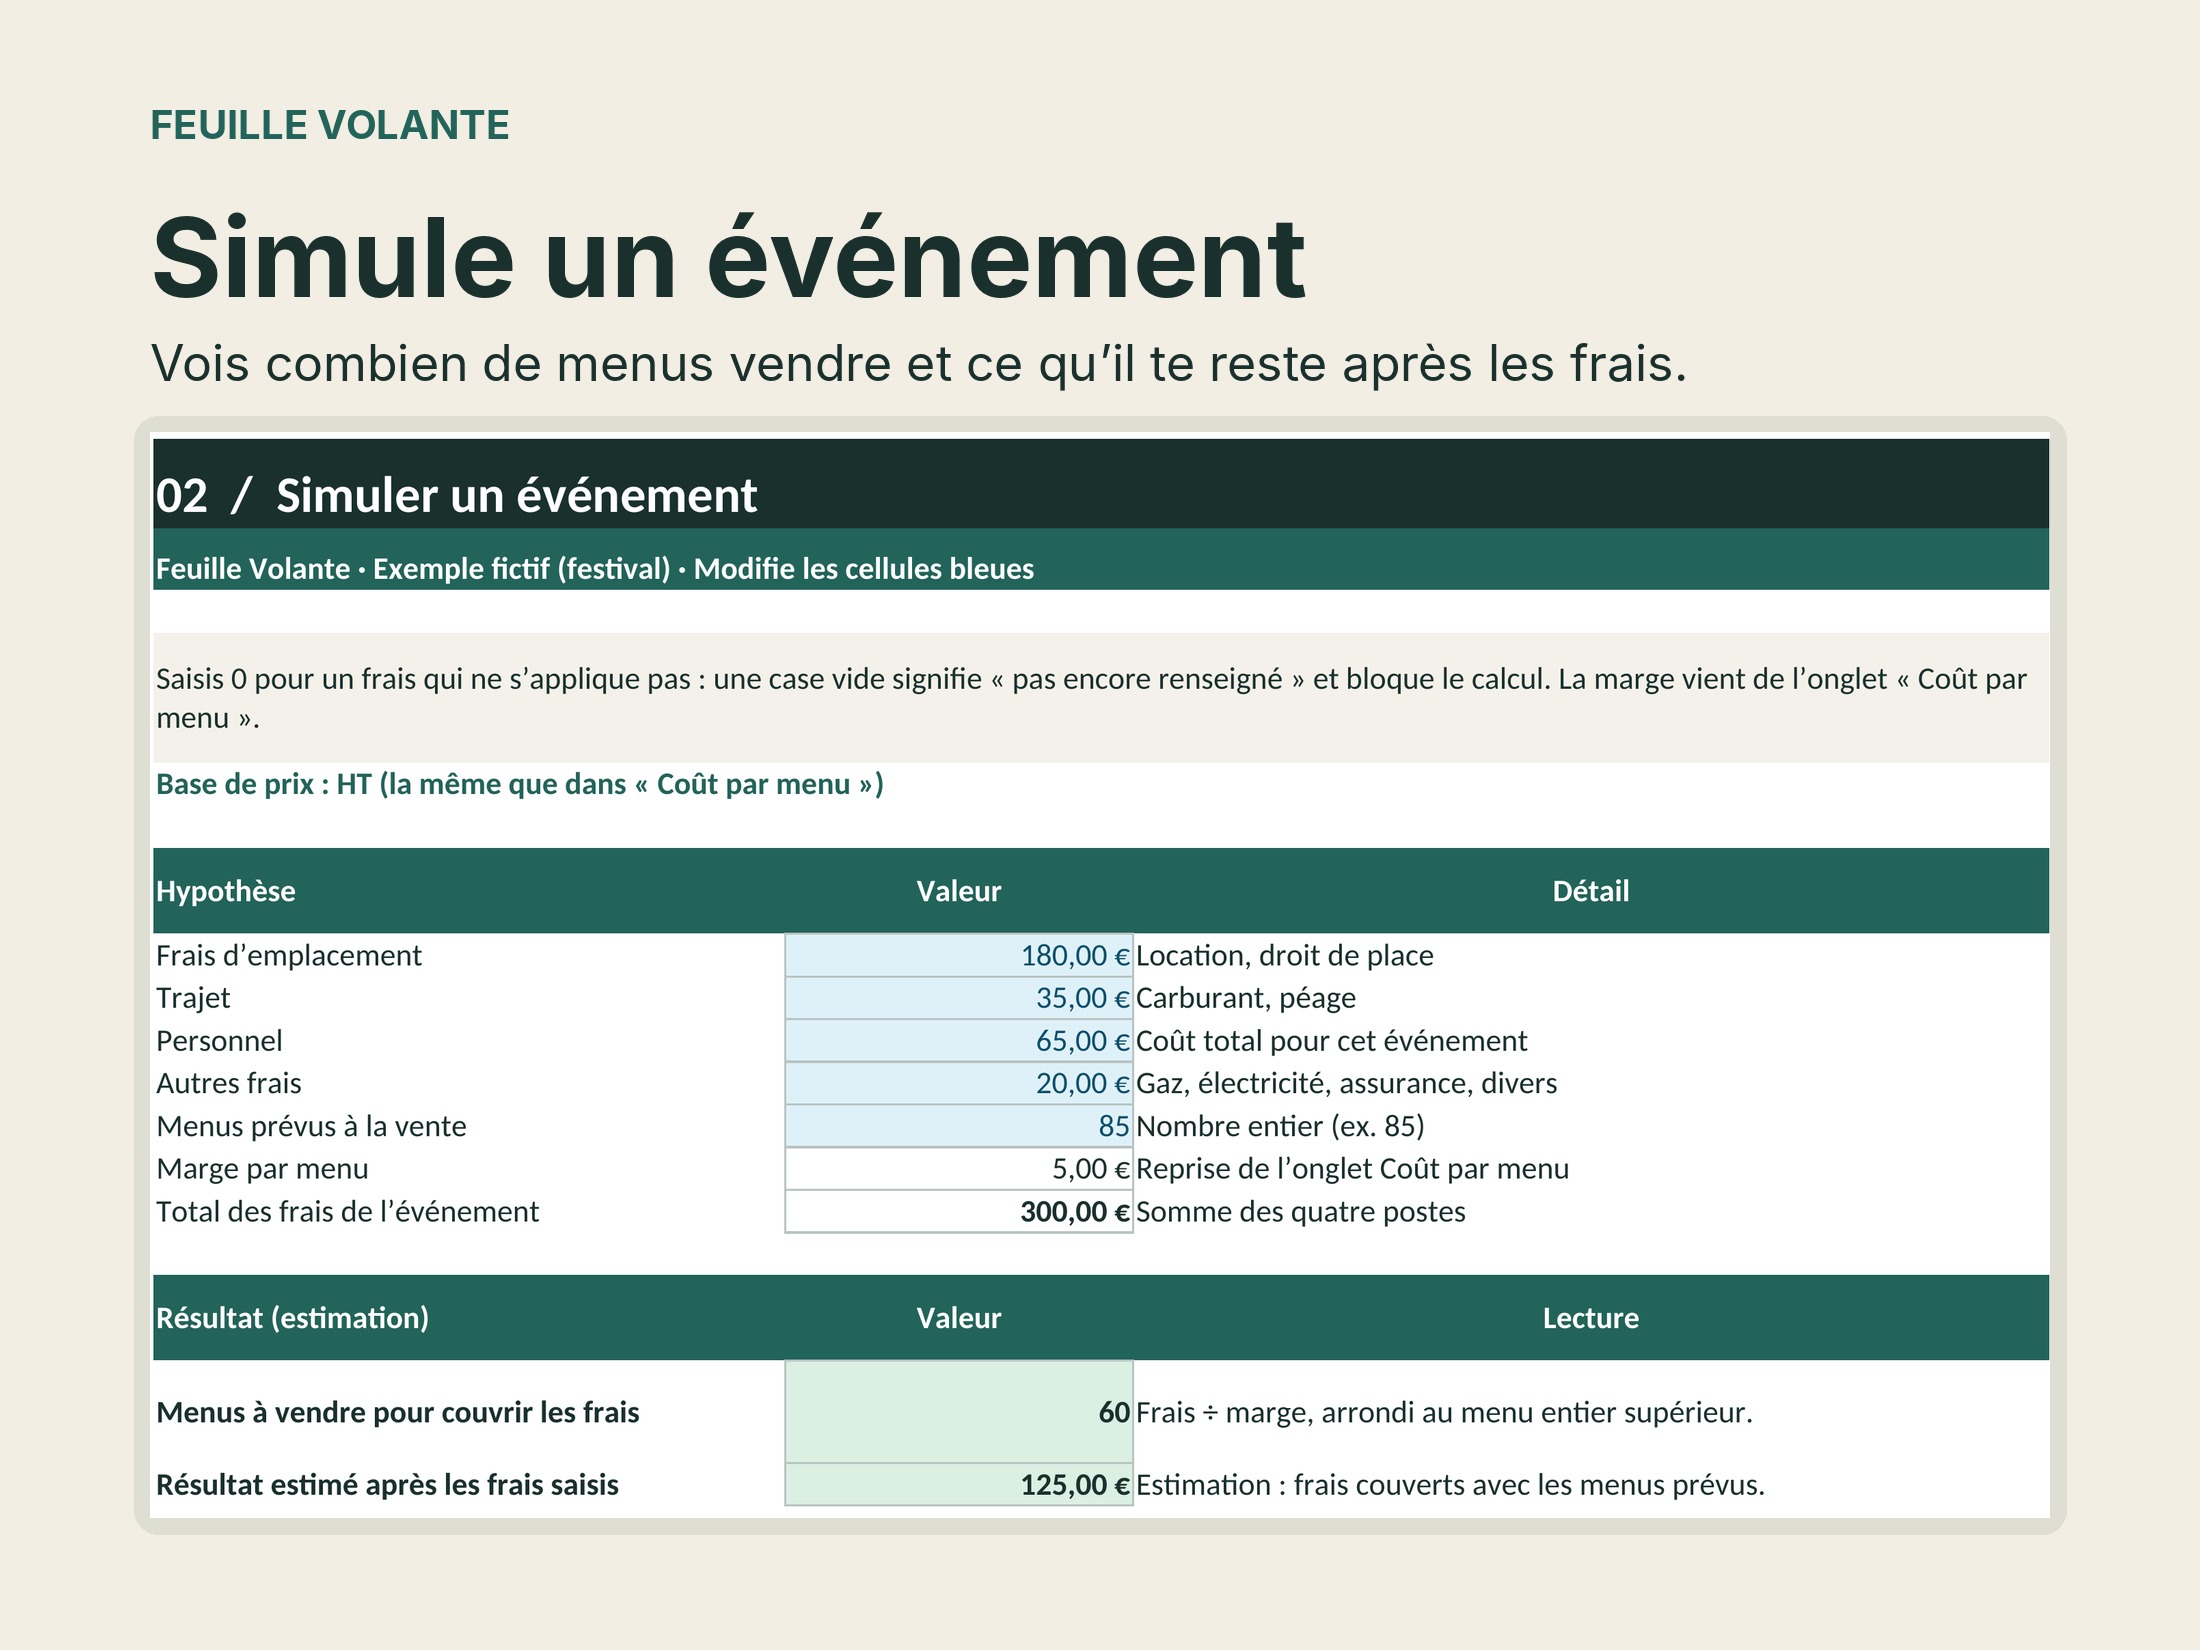 FEUILLE VOLANTE
Simule un événement
Vois combien de menus vendre et ce qu’il te reste après les frais.
02 / Simuler un événement
Feuille Volante · Exemple fictif (festival) · Modifie les cellules bleues
Saisis 0 pour un frais qui ne s’applique pas : une case vide signifie « pas encore renseigné » et bloque le calcul. La marge vient de l’onglet « Coût par
menu ».
Base de prix : HT (la même que dans « Coût par menu »)
Hypothèse Valeur Détail
Frais d’emplacement 180,00 € Location, droit de place
Trajet 35,00 € Carburant, péage
Personnel 65,00 € Coût total pour cet événement
Autres frais 20,00 € Gaz, électricité, assurance, divers
Menus prévus à la vente 85 Nombre entier (ex. 85)
Marge par menu 5,00 € Reprise de l’onglet Coût par menu
Total des frais de l’événement 300,00 € Somme des quatre postes
Résultat (estimation) Valeur Lecture
Menus à vendre pour couvrir les frais 60 Frais ÷ marge, arrondi au menu entier supérieur.
Résultat estimé après les frais saisis 125,00 € Estimation : frais couverts avec les menus prévus.